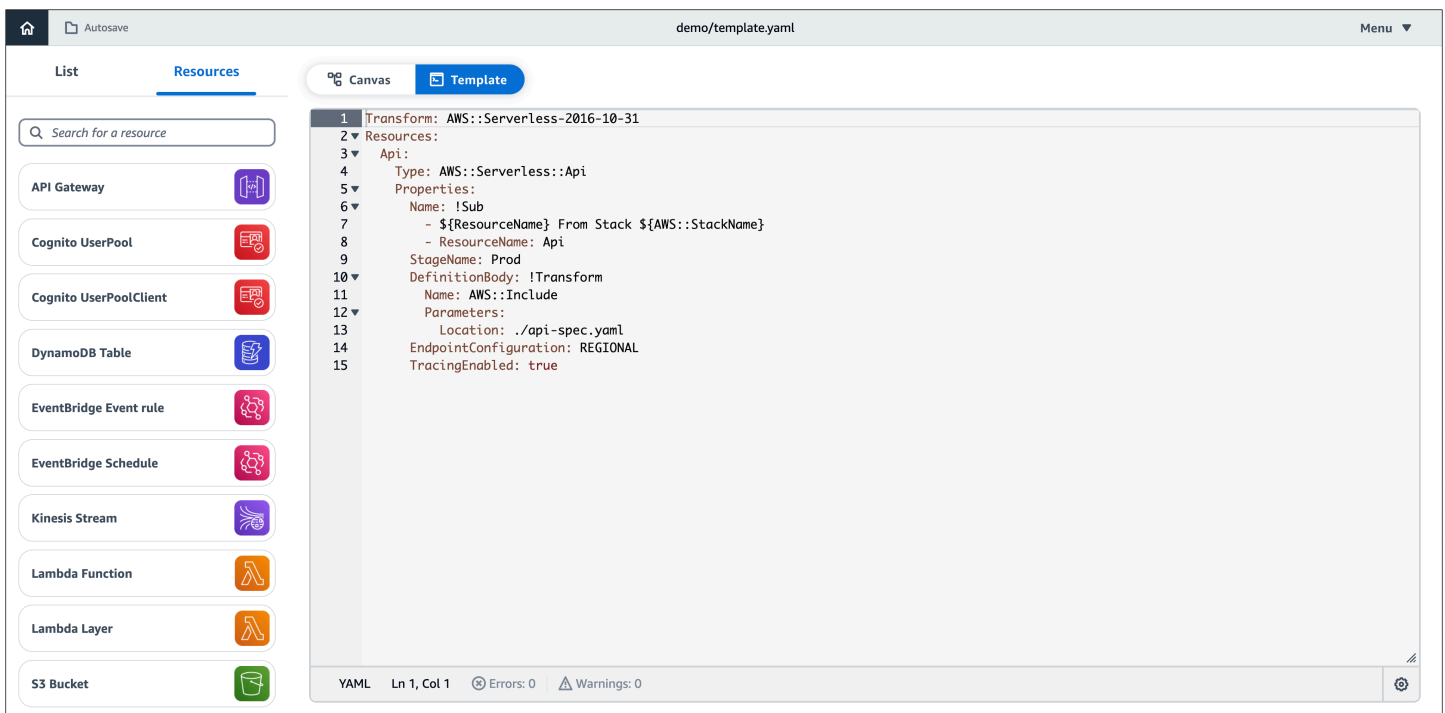 Autosave
demo/template.yaml
Menu
List
Resources
Search for a resource
API Gateway
Cognito UserPool
Cognito UserPoolClient
DynamoDB Table
EventBridge Event rule
EventBridge Schedule
Kinesis Stream
Lambda Function
Lambda Layer
S3 Bucket
Canvas
Template
1 Transform: AWS::Serverless-2016-10-31
2 Resources:
3   Api:
4     Type: AWS::Serverless::Api
5     Properties:
6       Name: !Sub
7         - ${ResourceName} From Stack ${AWS::StackName}
8         - ResourceName: Api
9       StageName: Prod
10       DefinitionBody: !Transform
11         Name: AWS::Include
12         Parameters:
13           Location: ./api-spec.yaml
14       EndpointConfiguration: REGIONAL
15       TracingEnabled: true
YAML Ln 1, Col 1 Errors: 0 Warnings: 0